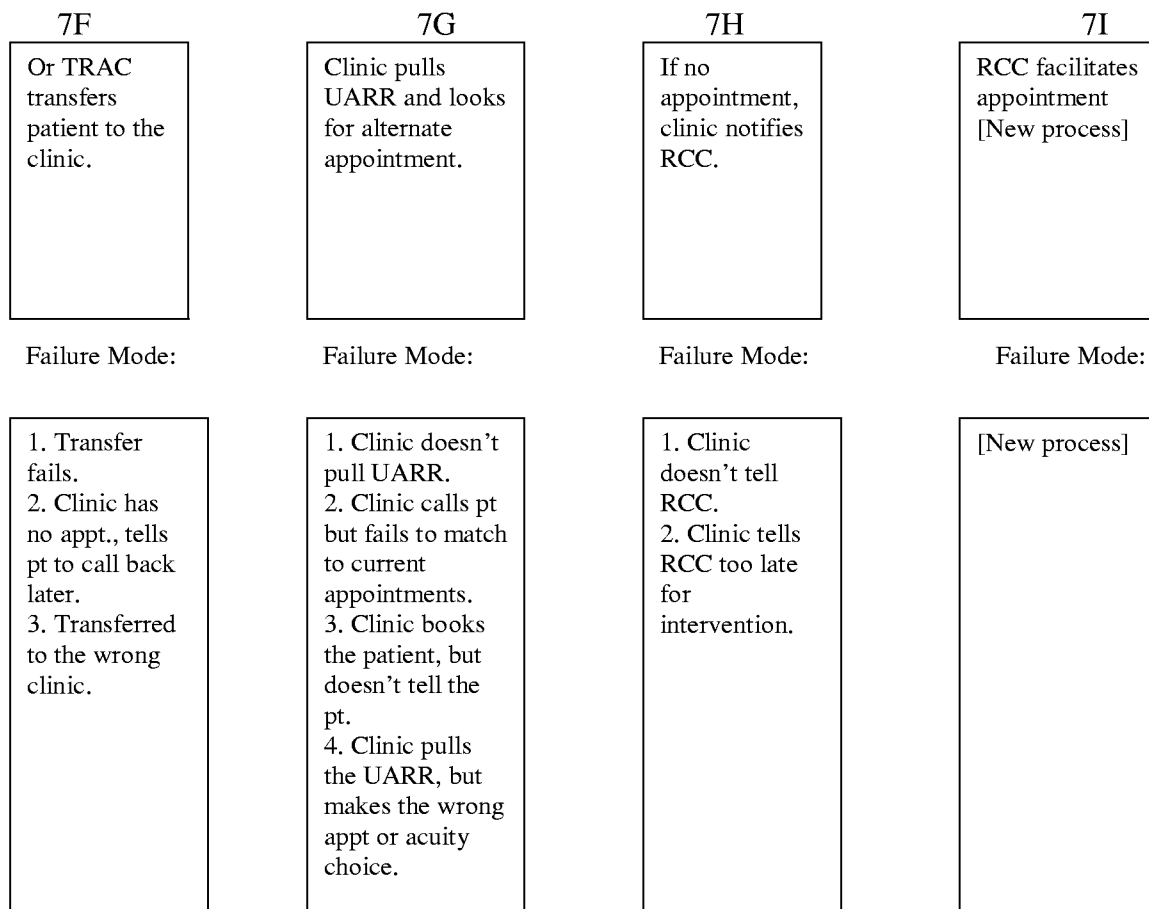 7F
Or TRAC
transfers
patient to the
clinic.
7G
Clinic pulls
UARR and looks
for alternate
appointment.
7H
If no
appointment,
clinic notifies
RCC.
7I
RCC facilitates
appointment
[New process]
Failure Mode:
1. Transfer
fails.
2. Clinic has
no appt., tells
pt to call back
later.
3. Transferred
to the wrong
clinic.
Failure Mode:
1. Clinic doesn't
pull UARR.
2. Clinic calls pt
but fails to match
to current
appointments.
3. Clinic books
the patient, but
doesn't tell the
pt.
4. Clinic pulls
the UARR, but
makes the wrong
appt or acuity
choice.
Failure Mode:
1. Clinic
doesn't tell
RCC.
2. Clinic tells
RCC too late
for
intervention.
Failure Mode:
[New process]